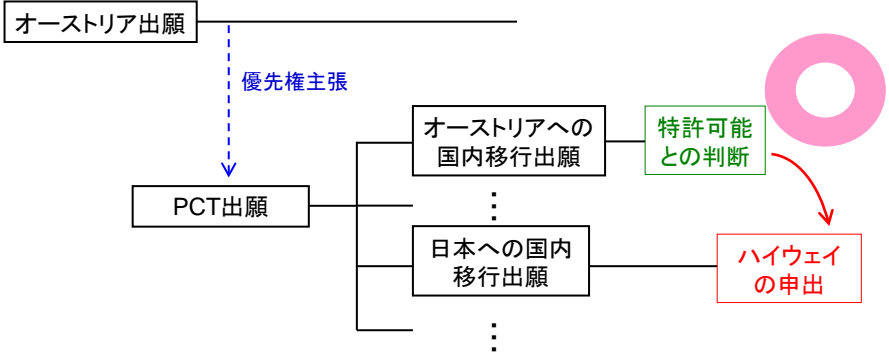 オーストリア出願
優先権主張
オーストリアへの
国内移行出願
特許可能
との判断
PCT出願
日本への国内
移行出願
ハイウェイ
の申出